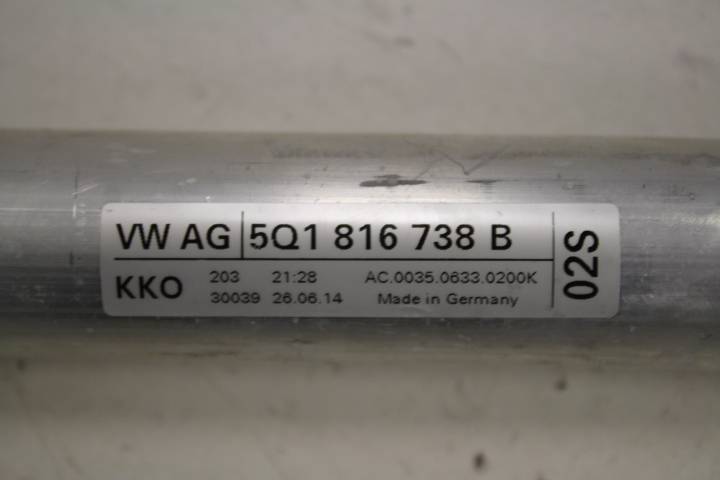 VW AG 5Q1 816 738 B
KKO 203 21:28 AC.0035.0633.0200K
30039 26.06.14 Made in Germany
02S